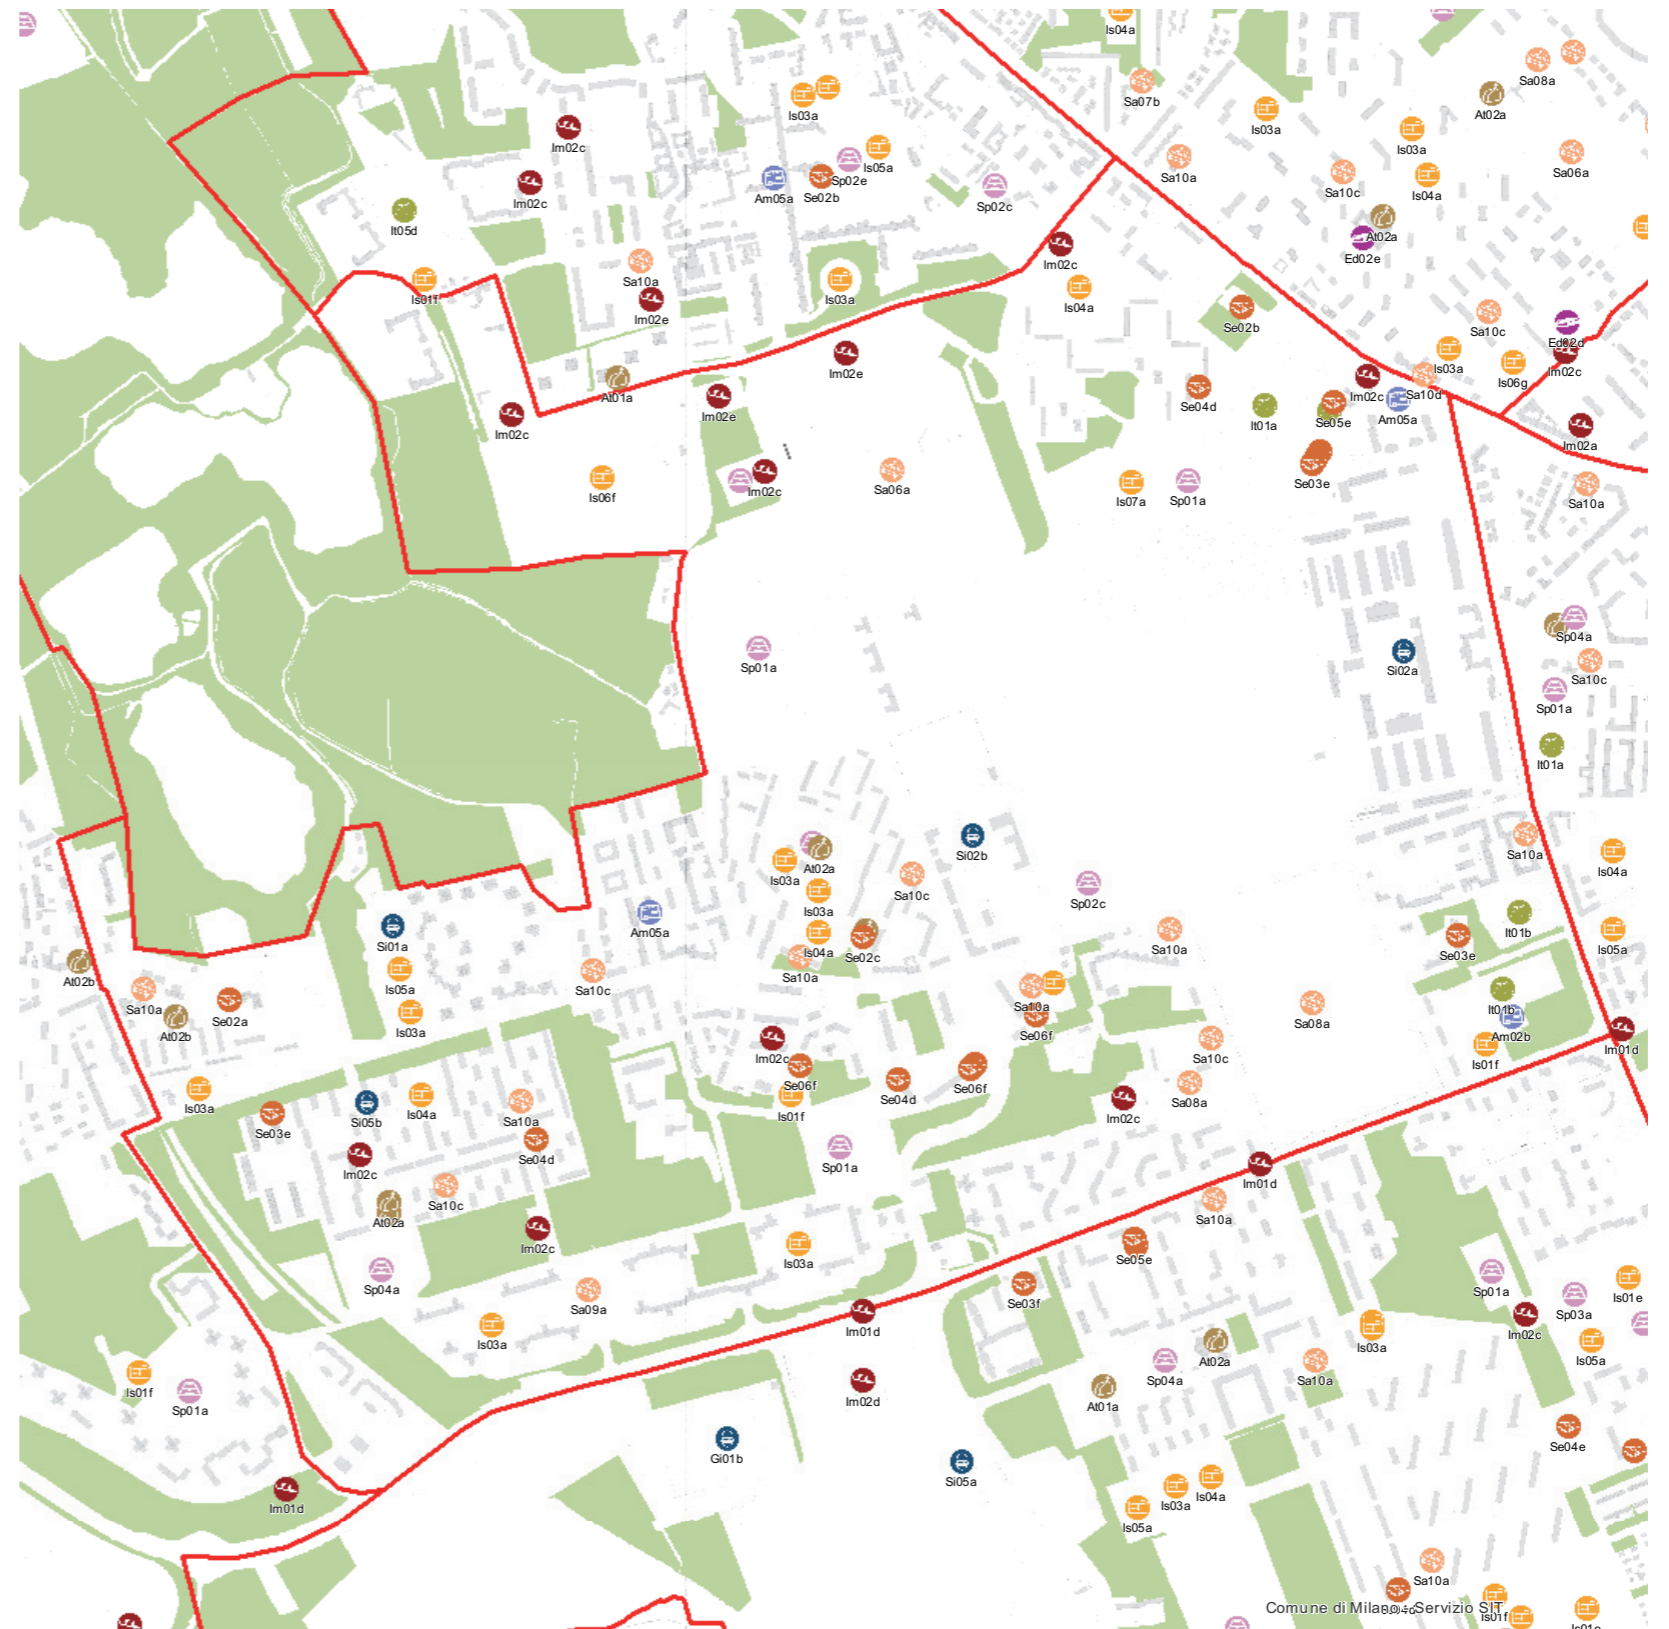 Is04a
Sa08a
Sa07b
At02a
Is03a
Is03a
Is03a
Im02c
Is05a
Sa06a
Sp02e
Sa10a
Am05a
Se02b
Sa10c
Is04a
Im02c
Sp02c
It05d
At02a
Im02c
Ed02e
Sa10a
Is01f
Is03a
Is04a
Im02e
Se02b
Sa10c
Ed02d
Im02e
Is03a
Im02c
Is06g
At01a
Im02c
Sa10d
Im02e
Se04d
Am05a
Im02c
It01a
Se05e
Im02a
Im02c
Sa06a
Se03e
Is06f
Is07a
Sp01a
Sa10a
Sp04a
Sp01a
Si02a
Sa10c
Sp01a
It01a
Si02b
Sa10a
At02a
Is03a
Is04a
Sa10c
Sp02c
Is03a
Am05a
Si01a
It01b
Sa10a
Is05a
Is04a
Se02c
Se03e
Sa10a
At02b
Is05a
Sa10c
Sa10a
It01b
Sa10a
Se02a
Sa08a
At02b
Is03a
Se06f
Am02b
Im02c
Sa10c
Im01d
Is01f
Se06f
Se06f
Se04d
Sa08a
Is03a
Is01f
Im02c
Si05b
Is04a
Sa10a
Se03e
Se04d
Im02c
Sp01a
Im01d
Sa10c
At02a
Sa10a
Im02c
Is03a
Se05e
Sp04a
Sa09a
Sp01a
Is01e
Se03f
Sp03a
Im01d
Im02c
Is03a
Is03a
At02a
Is05a
Is01f
Sp04a
Sa10a
Im02d
Sp01a
At01a
Se04e
Gi01b
Si05a
Is04a
Is03a
Im01d
Is05a
Sa10a
Comune di Milano - Servizio SIT
Is01f